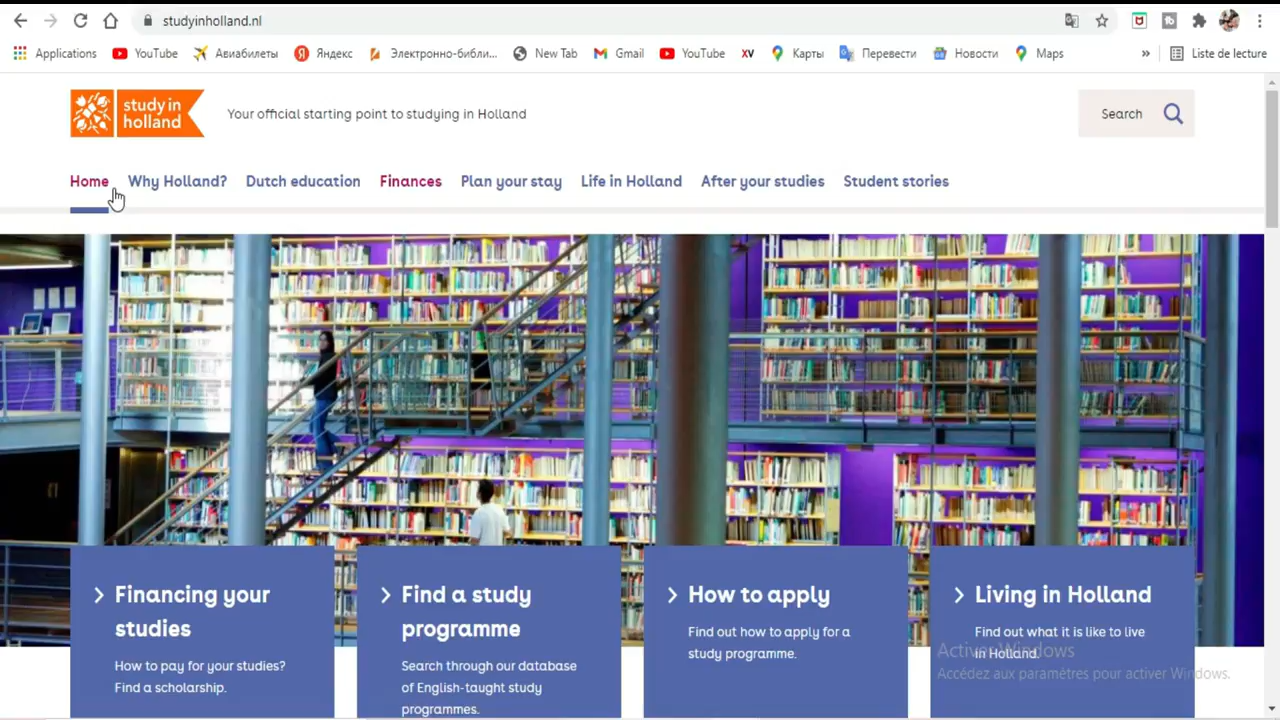 studyinholland.nl
Applications YouTube Авиабилеты Яндекс Электронно-библи... New Tab Gmail YouTube XV Карты Перевести Новости Maps » Liste de lecture
study in
holland
Your official starting point to studying in Holland
Search
Home Why Holland? Dutch education Finances Plan your stay Life in Holland After your studies Student stories
Financing your
studies
How to pay for your studies?
Find a scholarship.
Find a study
programme
Search through our database
of English-taught study
programmes.
How to apply
Find out how to apply for a
study programme.
Living in Holland
Find out what it is like to live
in Holland.
Activer Windows
Accédez aux paramètres pour activer Windows.